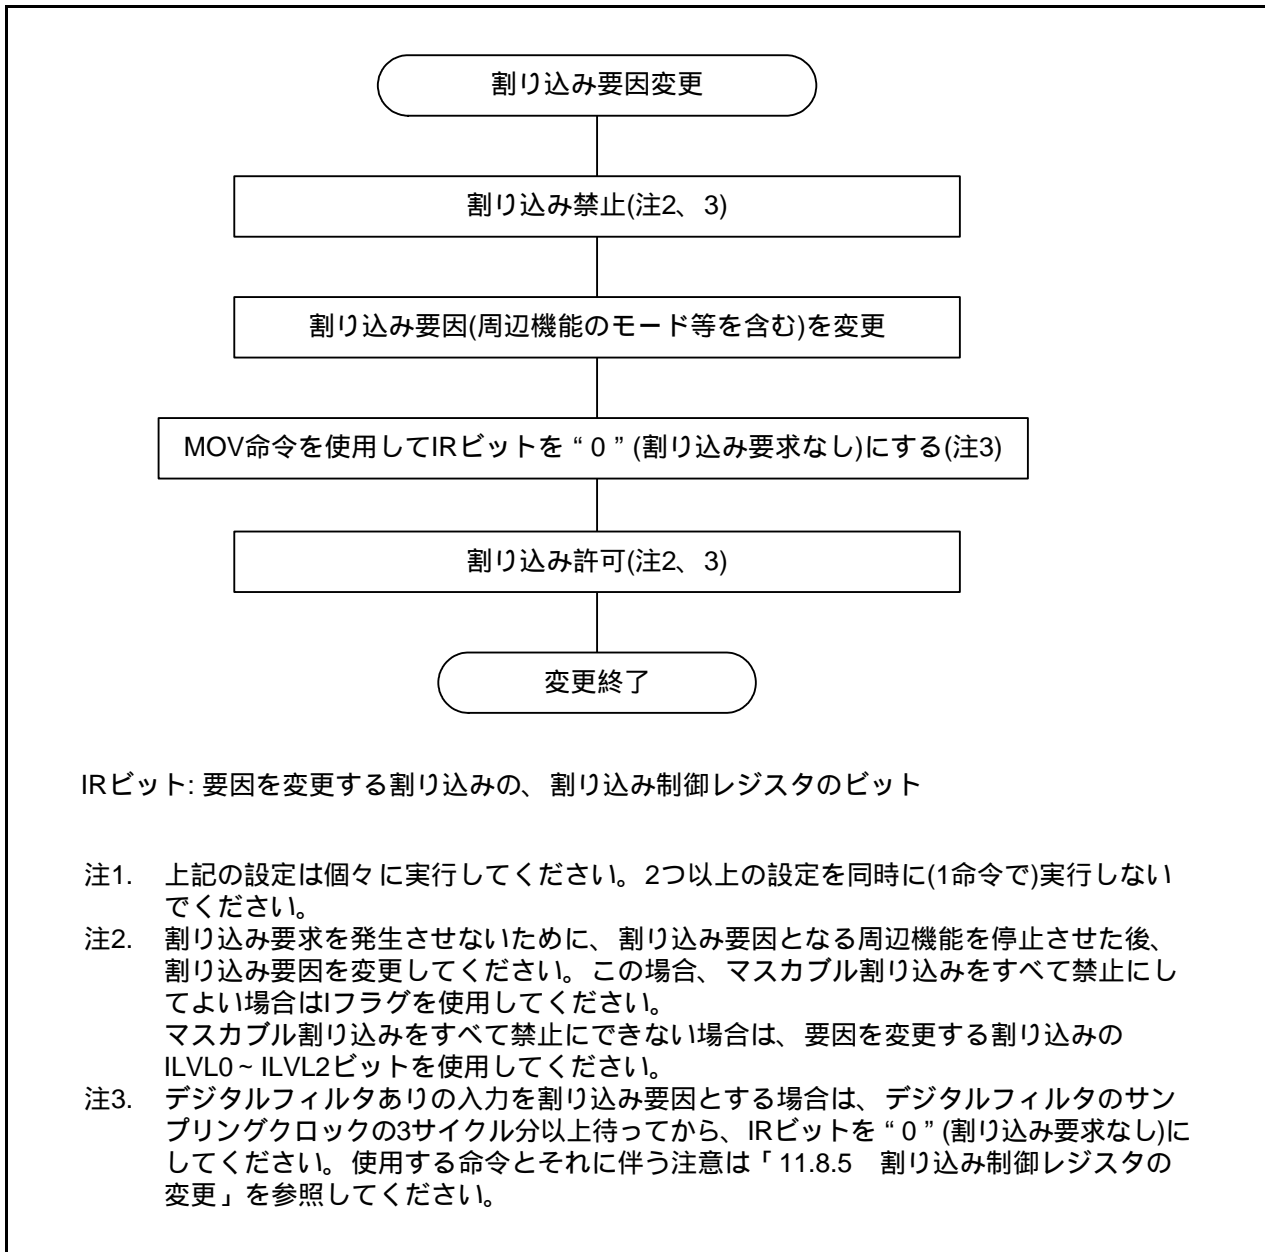 割り込み要因変更
割り込み禁止(注2、3)
割り込み要因(周辺機能のモード等を含む)を変更
MOV命令を使用してIRビットを“0”(割り込み要求なし)にする(注3)
割り込み許可(注2、3)
変更終了
IRビット: 要因を変更する割り込みの、割り込み制御レジスタのビット
注1. 上記の設定は個々に実行してください。2つ以上の設定を同時に(1命令で)実行しない
でください。
注2. 割り込み要求を発生させないために、割り込み要因となる周辺機能を停止させた後、
割り込み要因を変更してください。この場合、マスカブル割り込みをすべて禁止にし
てよい場合はIフラグを使用してください。
マスカブル割り込みをすべて禁止にできない場合は、要因を変更する割り込みの
ILVL0~ILVL2ビットを使用してください。
注3. デジタルフィルタありの入力を割り込み要因とする場合は、デジタルフィルタのサン
プリングクロックの3サイクル分以上待ってから、IRビットを“0”(割り込み要求なし)に
してください。使用する命令とそれに伴う注意は「11.8.5 割り込み制御レジスタの
変更」を参照してください。